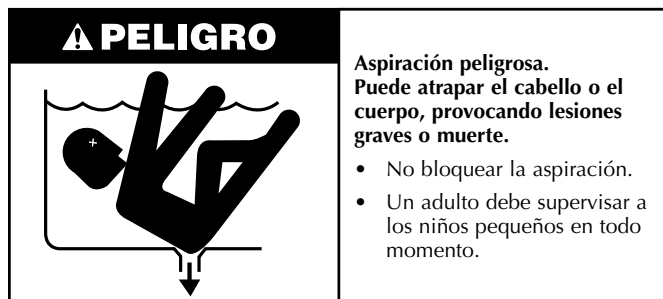 PELIGRO
Aspiración peligrosa.
Puede atrapar el cabello o el
cuerpo, provocando lesiones
graves o muerte.
• No bloquear la aspiración.
• Un adulto debe supervisar a
los niños pequeños en todo
momento.